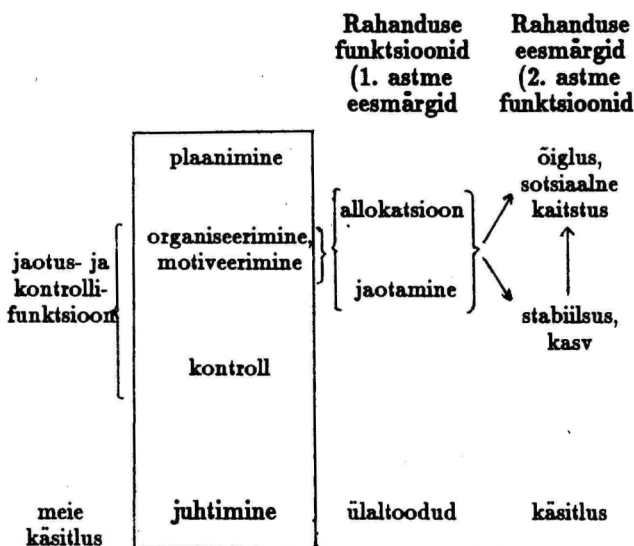 Rahanduse
funktsioonid
(1. astme
eesmärgid
Rahanduse
eesmärgid
(2. astme
funktsioonid
plaanimine
organiseerimine,
motiveerimine
kontroll
juhtimine
jaotus- ja
kontrolli-
funktsioon
meie
käsitlus
allokatsioon
jaotamine
ülaltoodud
õiglus,
sotsiaalne
kaitstus
stabiilsus,
kasv
käsitlus